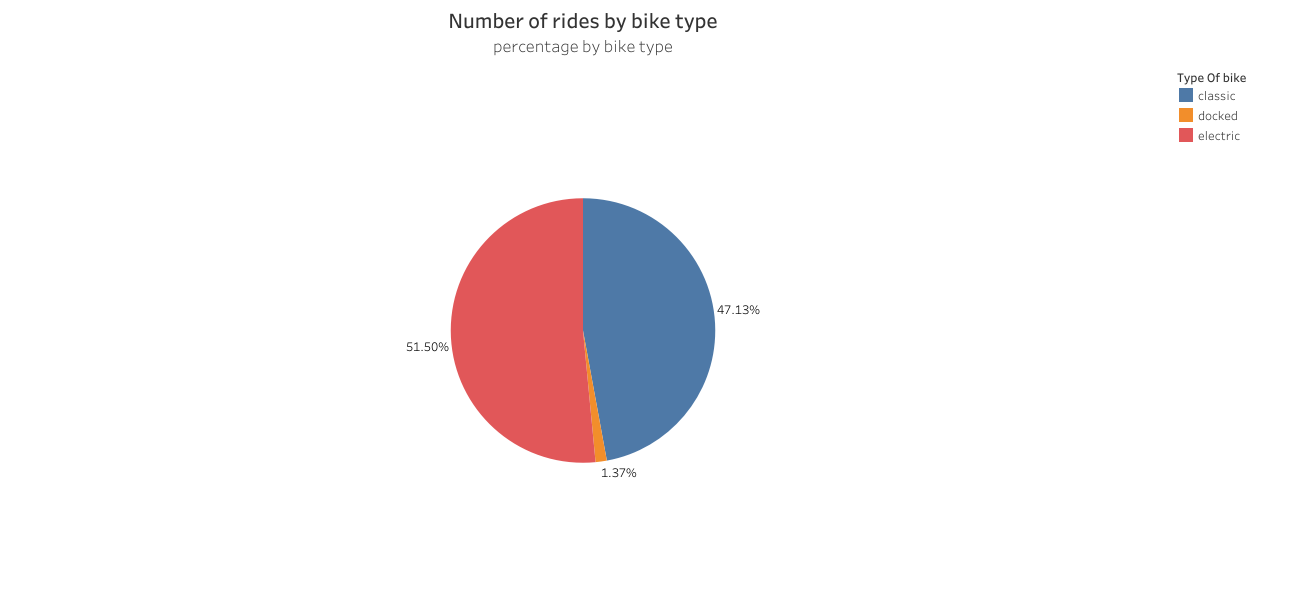 Number of rides by bike type
percentage by bike type
Type Of bike
classic
docked
electric
47.13%
51.50%
1.37%